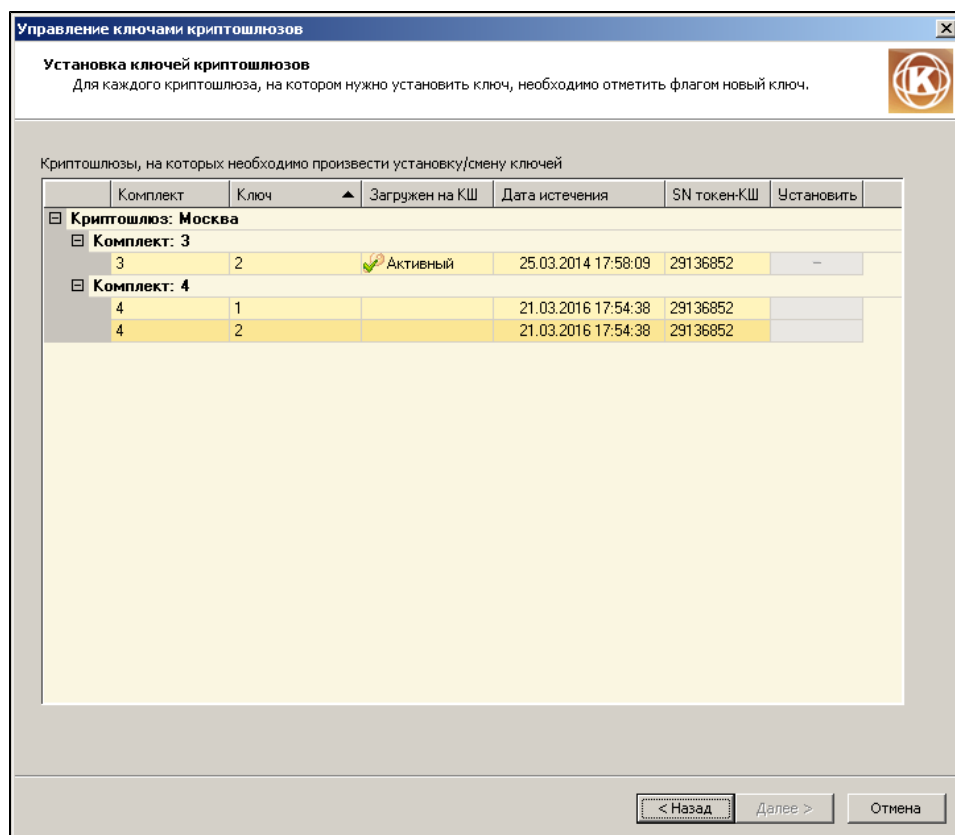 Управление ключами криптошлюзов
Установка ключей криптошлюзов
Для каждого криптошлюза, на котором нужно установить ключ, необходимо отметить флагом новый ключ.
К
Криптошлюзы, на которых необходимо произвести установку/смену ключей
Комплект Ключ Загружен на КШ Дата истечения SN токен-КШ Установить
Криптошлюз: Москва
Комплект: 3
3 2 Активный 25.03.2014 17:58:09 29136852 –
Комплект: 4
4 1 21.03.2016 17:54:38 29136852
4 2 21.03.2016 17:54:38 29136852
< Назад Далее > Отмена